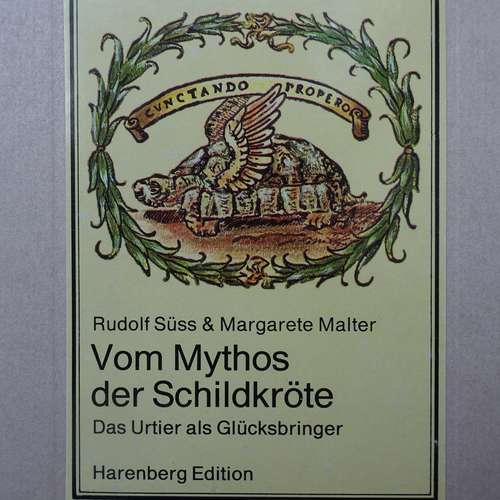 CVNCTANDO PROPERO
Rudolf Süss & Margarete Malter
Vom Mythos
der Schildkröte
Das Urtier als Glücksbringer
Harenberg Edition